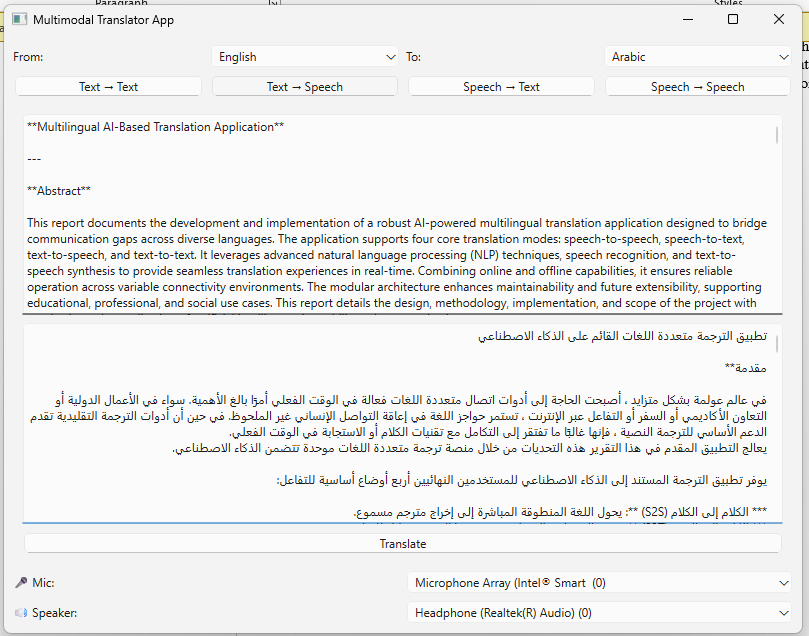 Paragraph
Styles
Multimodal Translator App
From:
English
To:
Arabic
Text → Text
Text → Speech
Speech → Text
Speech → Speech
**Multilingual AI-Based Translation Application**
---
**Abstract**
This report documents the development and implementation of a robust AI-powered multilingual translation application designed to bridge
communication gaps across diverse languages. The application supports four core translation modes: speech-to-speech, speech-to-text,
text-to-speech, and text-to-text. It leverages advanced natural language processing (NLP) techniques, speech recognition, and text-to-
speech synthesis to provide seamless translation experiences in real-time. Combining online and offline capabilities, it ensures reliable
operation across variable connectivity environments. The modular architecture enhances maintainability and future extensibility, supporting
educational, professional, and social use cases. This report details the design, methodology, implementation, and scope of the project with
تطبيق الترجمة متعددة اللغات القائم على الذكاء الاصطناعي
مقدمة**
في عالم عولمة بشكل متزايد ، أصبحت الحاجة إلى أدوات اتصال متعددة اللغات فعالة في الوقت الفعلي أمرًا بالغ الأهمية. سواء في الأعمال الدولية أو
التعاون الأكاديمي أو السفر أو التفاعل عبر الإنترنت ، تستمر حواجز اللغة في إعاقة التواصل الإنساني غير الملحوظ. في حين أن أدوات الترجمة التقليدية تقدم
الدعم الأساسي للترجمة النصية ، فإنها غالبًا ما تفتقر إلى التكامل مع تقنيات الكلام أو الاستجابة في الوقت الفعلي.
يعالج التطبيق المقدم في هذا التقرير هذه التحديات من خلال منصة ترجمة متعددة اللغات موحدة تتضمن الذكاء الاصطناعي.
يوفر تطبيق الترجمة المستند إلى الذكاء الاصطناعي للمستخدمين النهائيين أربع أوضاع أساسية للتفاعل:
*** الكلام إلى الكلام (S2S) **: يحول اللغة المنطوقة المباشرة إلى إخراج مترجم مسموع.
Translate
Mic:
Microphone Array (Intel® Smart (0)
Speaker:
Headphone (Realtek(R) Audio) (0)